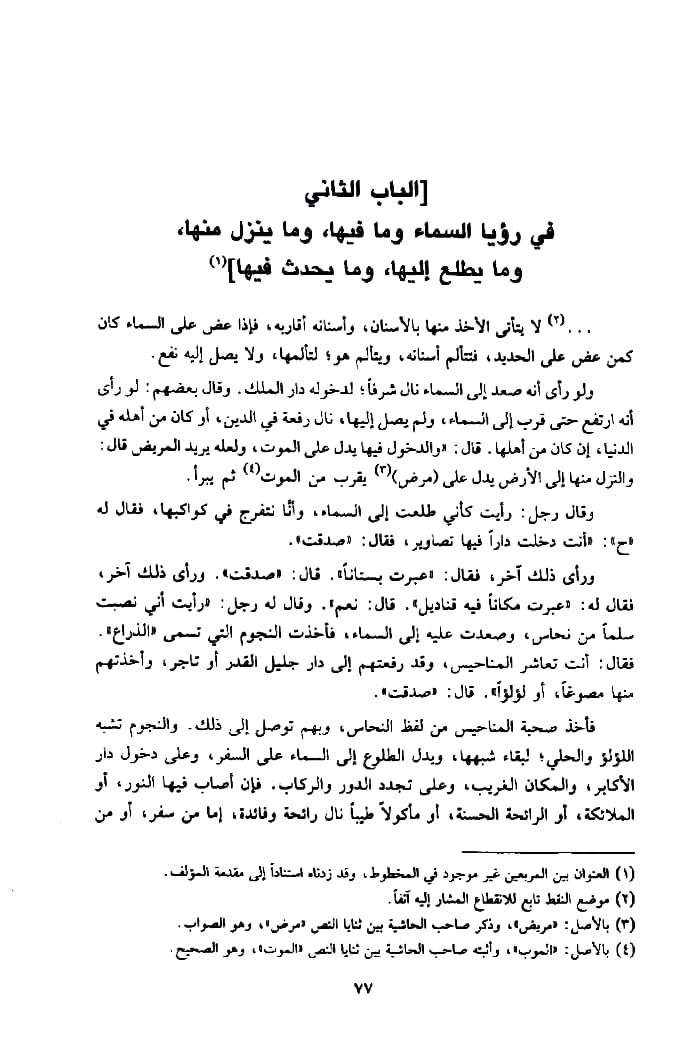 [الباب الثاني
في رؤيا السماء وما فيها، وما ينزل منها،
وما يطلع إليها، وما يحدث فيها](١)
...(٢) لا يتأتى الأخذ منها بالأسنان، وأسنانه أقاربه، فإذا عض على السماء كان
كمن عض على الحديد، فتتألم أسنانه، ويتألم هو؛ لتألمها، ولا يصل إليه نفع.
ولو رأى أنه صعد إلى السماء نال شرفاً؛ لدخوله دار الملك. وقال بعضهم: لو رأى
أنه ارتفع حتى قرب إلى السماء، ولم يصل إليها، نال رفعة في الدين، أو كان من أهله في
الدنيا، إن كان من أهلها. قال: «والدخول فيها يدل على الموت، ولعله يريد المريض قال:
والنزل منها إلى الأرض يدل على (مرض)(٣) يقرب من الموت(٤) ثم يبرأ.
وقال رجل: رأيت كأني طلعت إلى السماء، وأنّا نتفرج في كواكبها، فقال له
«ح»: «أنت دخلت داراً فيها تصاوير، فقال: «صدقت».
ورأى ذلك آخر، فقال: «عبرت بستاناً». قال: «صدقت». ورأى ذلك آخر،
فقال له: «عبرت مكاناً فيه قناديل». قال: نعم». وقال له رجل: «رأيت أني نصبت
سلماً من نحاس، وصعدت عليه إلى السماء، فأخذت النجوم التي تسمى «الذراع».
فقال: أنت تعاشر المناحيس، وقد رفعتهم إلى دار جليل القدر أو تاجر، وأخذتهم
منها مصوغاً، أو لؤلؤاً». قال: «صدقت».
فأخذ صحبة المناحيس من لفظ النحاس، وبهم توصل إلى ذلك. والنجوم تشبه
اللؤلؤ والحلي؛ لبقاء شبهها، ويدل الطلوع إلى السماء على السفر، وعلى دخول دار
الأكابر، والمكان الغريب، وعلى تجدد الدور والركاب. فإن أصاب فيها النور، أو
الملائكة، أو الرائحة الحسنة، أو مأكولاً طيباً نال رائحة وفائدة، إما من سفر، أو من
(١) العنوان بين المربعين غير موجود في المخطوط، وقد زدناه استناداً إلى مقدمة المؤلف.
(٢) موضع النقط تابع للانقطاع المشار إليه آنفاً.
(٣) بالأصل: «مريض»، وذكر صاحب الحاشية بين ثنايا النص «مرض»، وهو الصواب.
(٤) بالأصل: «الموب»، وأثبته صاحب الحاشية بين ثنايا النص «الموت»، وهو الصحيح.
٧٧